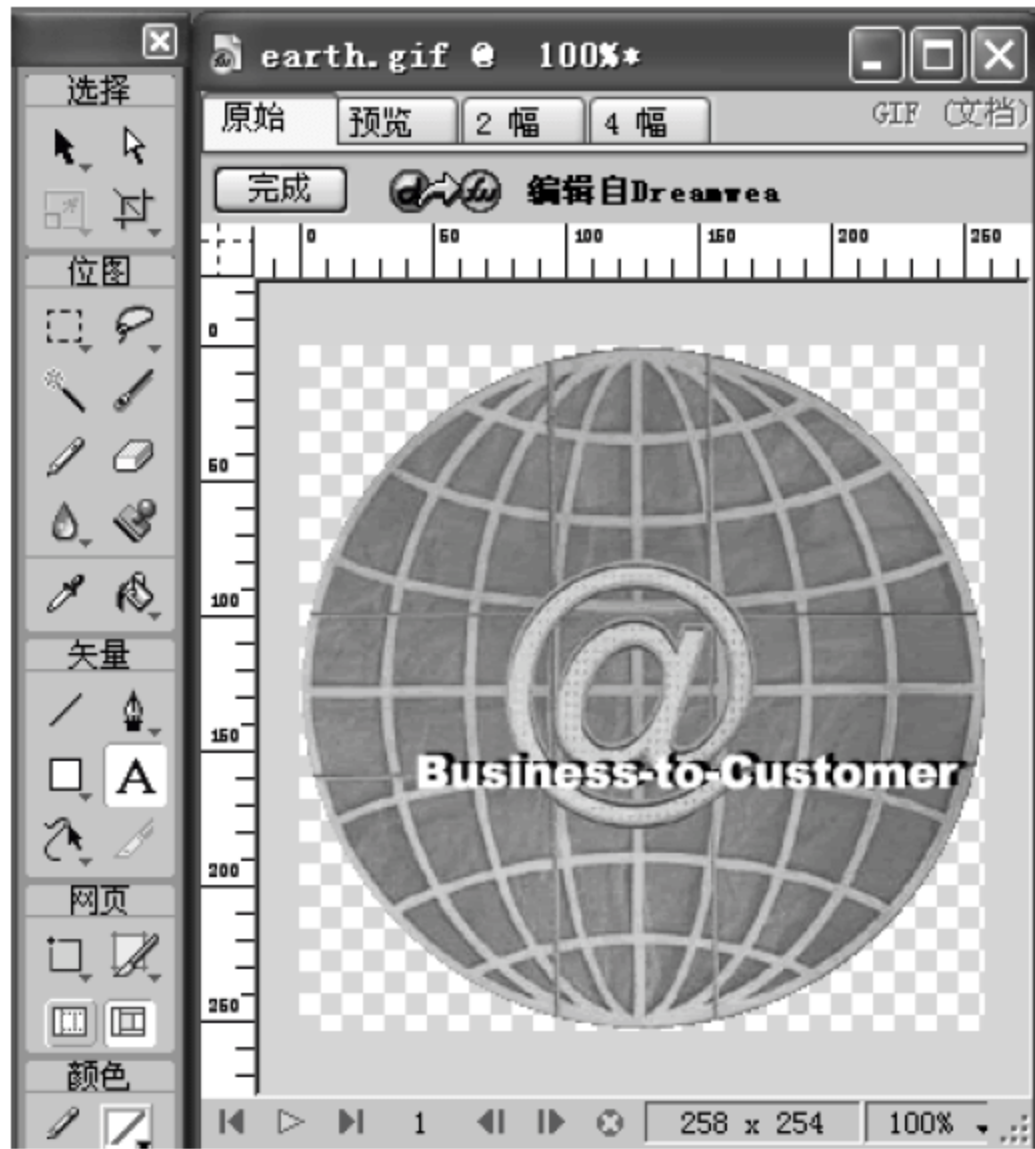 earth.gif @ 100%*
原始 预览 2 幅 4 幅 GIF (文档)
完成 编辑自Dreamwea
0 50 100 150 200 250
选择
位图
矢量
A
网页
颜色
0
50
100
150
200
250
@
Business-to-Customer
1 258 x 254 100%